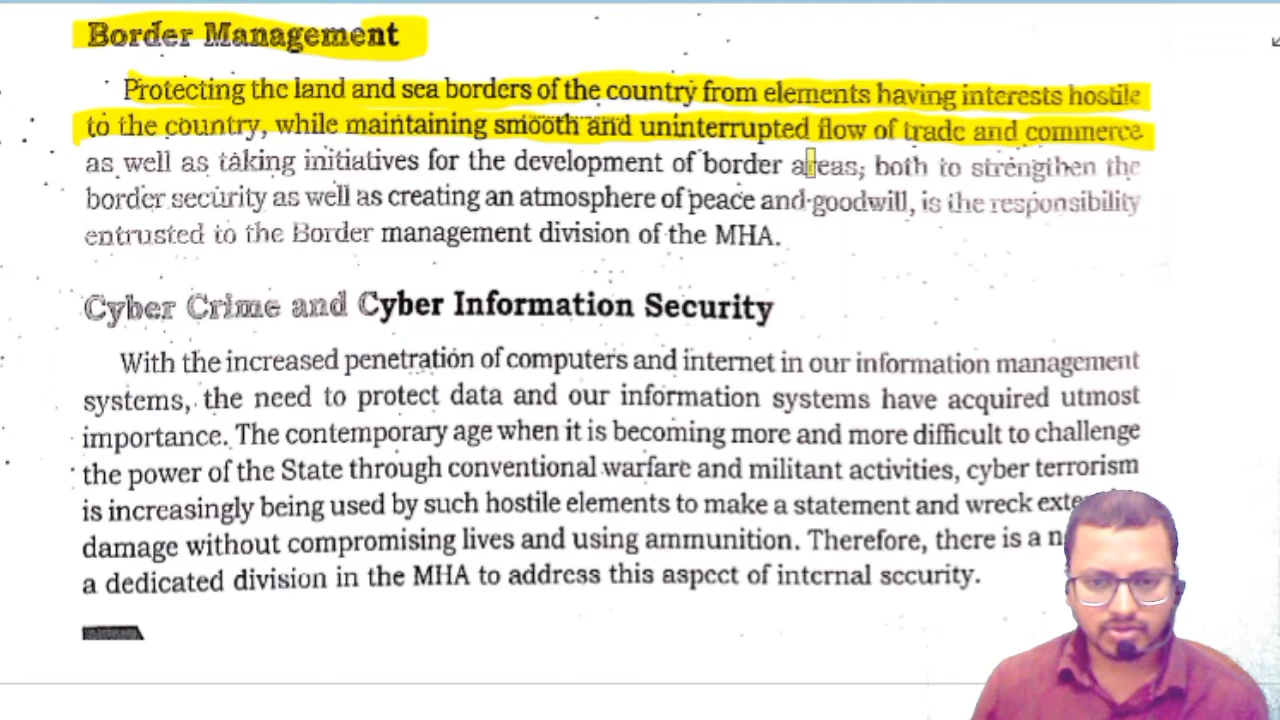 Border Management
Protecting the land and sea borders of the country from elements having interests hostile
to the country, while maintaining smooth and uninterrupted flow of trade and commerce
as well as taking initiatives for the development of border areas, both to strengthen the
border security as well as creating an atmosphere of peace and goodwill, is the responsibility
entrusted to the Border management division of the MHA.
Cyber Crime and Cyber Information Security
With the increased penetration of computers and internet in our information management
systems, the need to protect data and our information systems have acquired utmost
importance. The contemporary age when it is becoming more and more difficult to challenge
the power of the State through conventional warfare and militant activities, cyber terrorism
is increasingly being used by such hostile elements to make a statement and wreck
damage without compromising lives and using ammunition. Therefore, there is a
a dedicated division in the MHA to address this aspect of internal security.